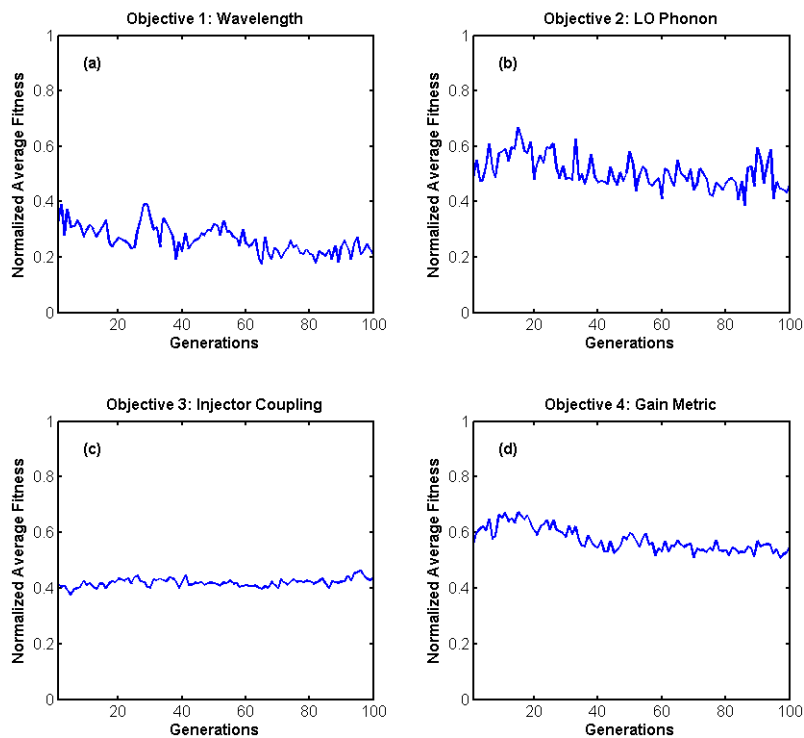 Objective 1: Wavelength
(a)
Normalized Average Fitness
1
0.8
0.6
0.4
0.2
0
20 40 60 80 100
Generations
Objective 2: LO Phonon
(b)
Normalized Average Fitness
1
0.8
0.6
0.4
0.2
0
20 40 60 80 100
Generations
Objective 3: Injector Coupling
(c)
Normalized Average Fitness
1
0.8
0.6
0.4
0.2
0
20 40 60 80 100
Generations
Objective 4: Gain Metric
(d)
Normalized Average Fitness
1
0.8
0.6
0.4
0.2
0
20 40 60 80 100
Generations